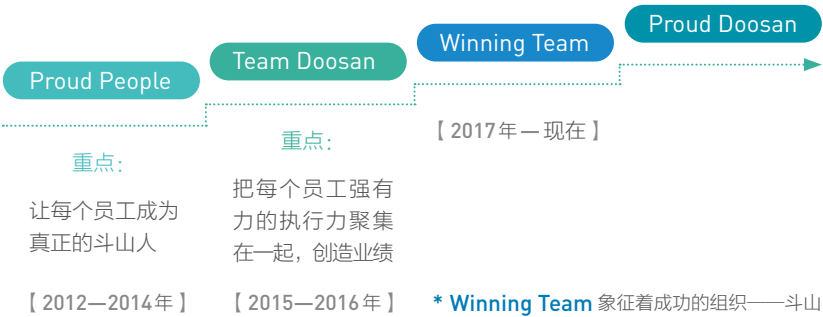 Proud People
重点:
让每个员工成为
真正的斗山人
【 2012—2014年 】
Team Doosan
重点:
把每个员工强有
力的执行力聚集
在一起，创造业绩
【 2015—2016年 】
Winning Team
【 2017年 — 现在 】
Proud Doosan
* Winning Team 象征着成功的组织——斗山